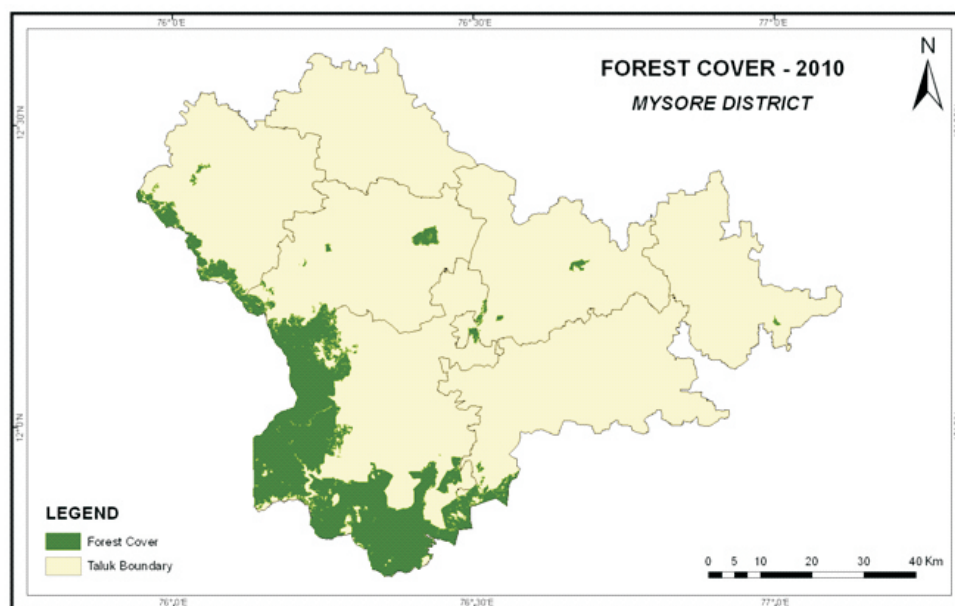 76°0'E 76°30'E 77°0'E
FOREST COVER - 2010
MYSORE DISTRICT
N
12°30'N
12°0'N
LEGEND
Forest Cover
Taluk Boundary
0 5 10 20 30 40 Km
76°0'E 76°30'E 77°0'E